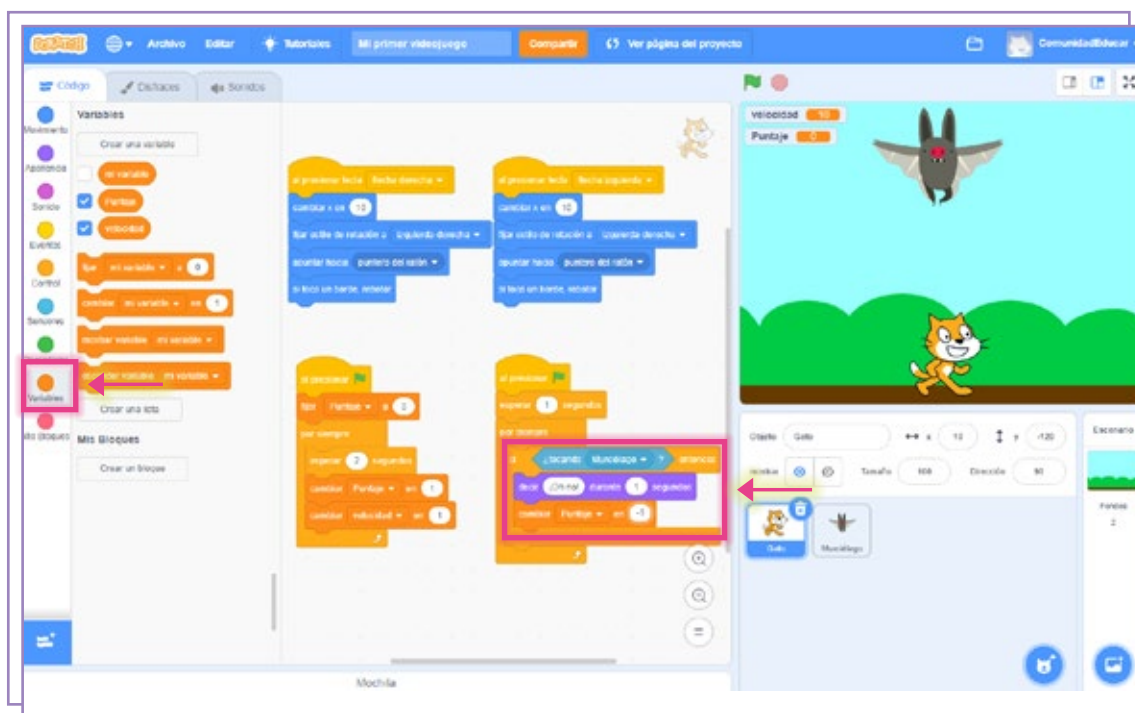 SCRATCH Archivo Editar Tutoriales Mi primer videojuego Compartir Ver página del proyecto ComunidadEducar
Código Disfraces Sonidos
Movimiento
Apariencia
Sonido
Eventos
Control
Sensores
Variables
Mis Bloques
Variables
Crear una variable
mi variable
Puntaje
velocidad
fijar mi variable a 0
cambiar mi variable en 1
mostrar variable mi variable
esconder variable mi variable
Crear una lista
Mis Bloques
Crear un bloque
al presionar tecla flecha derecha
cambiar x en 10
fijar estilo de rotación a izquierda-derecha
apuntar hacia puntero del ratón
si toca un borde, rebotar
al presionar tecla flecha izquierda
cambiar x en 10
fijar estilo de rotación a izquierda-derecha
apuntar hacia puntero del ratón
si toca un borde, rebotar
al presionar
fijar Puntaje a 0
por siempre
esperar 2 segundos
cambiar Puntaje en 1
cambiar velocidad en 1
al presionar
esperar 1 segundos
por siempre
si ¿tocando Murciélago ? entonces
decir ¡Oh no! durante 1 segundos
cambiar Puntaje en -1
Mochila
velocidad 10
Puntaje 0
Objeto Gato x y -120
mostrar Tamaño 100 Dirección 90
Gato
Murciélago
Escenario
Fondos
2